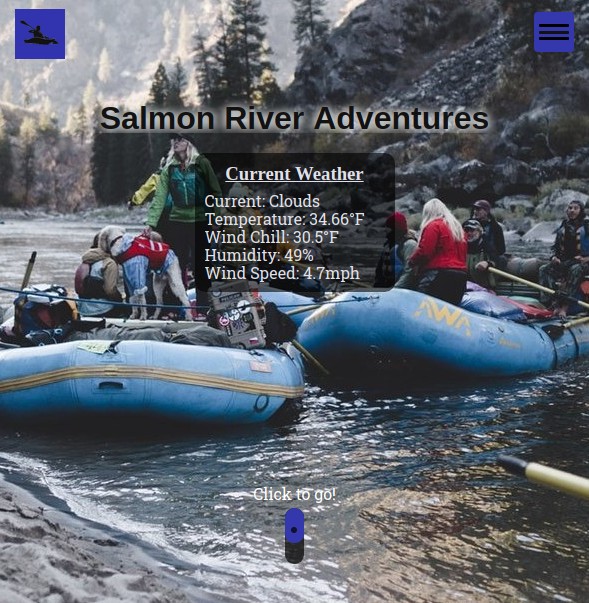 Salmon River Adventures
Current Weather
Current: Clouds
Temperature: 34.66°F
Wind Chill: 30.5°F
Humidity: 49%
Wind Speed: 4.7mph
AWA
Click to go!